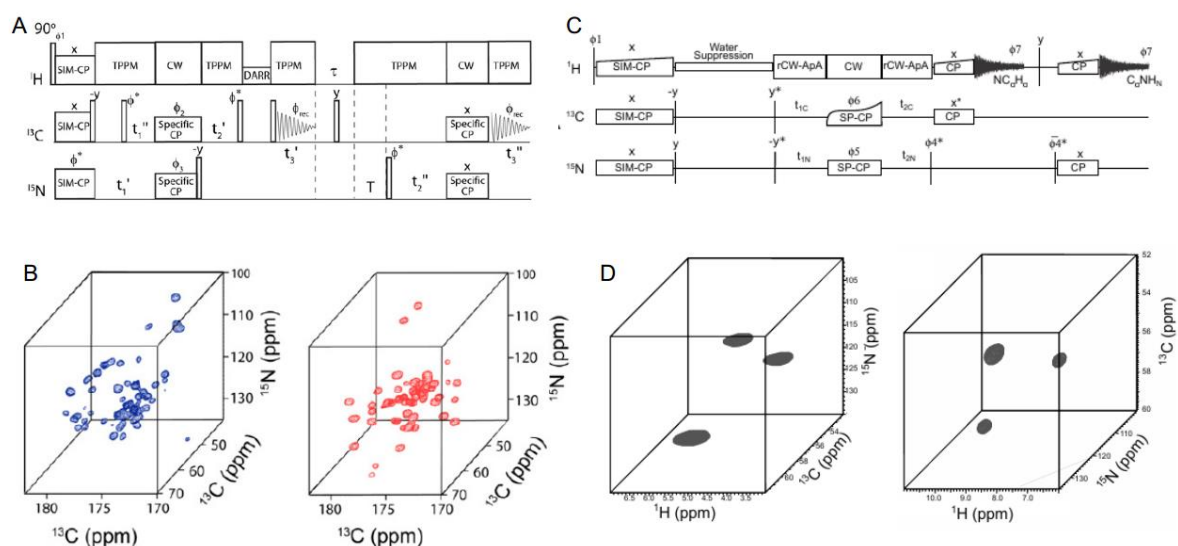 A
90° ϕ1
x
SIM-CP TPPM CW TPPM DARR TPPM τ TPPM CW TPPM
¹H
-y ϕ* ϕ2 ϕ* ϕrec y x ϕrec
¹³C SIM-CP t₁'' Specific CP t₂' t₃' Specific CP t₃''
ϕ* ϕ3 -y ϕ* x
¹⁵N SIM-CP t₁' Specific CP T t₂'' Specific CP
B
100
110
120
130
¹⁵N (ppm)
50
60
70
¹³C (ppm)
180 175 170
¹³C (ppm)
100
110
120
130
¹⁵N (ppm)
50
60
70
¹³C (ppm)
180 175 170
¹³C (ppm)
C
ϕ1 x Water Suppression x ϕ7 y x ϕ7
¹H SIM-CP rCW-ApA CW rCW-ApA CP CP
NCαHα CαNHN
x -y y* t1C ϕ6 t2C x*
¹³C SIM-CP SP-CP CP
x y -y* t1N ϕ5 t2N ϕ4* ϕ̄4* x
¹⁵N SIM-CP SP-CP CP
D
105
110
115
120
125
130
¹⁵N (ppm)
54
56
58
60
¹³C (ppm)
6.5 6.0 5.5 5.0 4.5 4.0 3.5
¹H (ppm)
52
54
56
58
60
¹³C (ppm)
110
120
130
¹⁵N (ppm)
10.0 9.0 8.0 7.0
¹H (ppm)